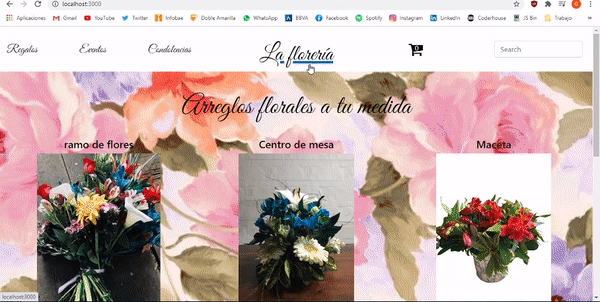 localhost:3000
Gmail
YouTube
Twitter
Infobae
Doble Amarilla
WhatsApp
BBVA
Facebook
Spotify
Instagram
LinkedIn
Coderhouse
JS Bin
Trabajo
Regalos
Eventos
Condolencias
La florería
0
Search
Arreglos florales a tu medida
ramo de flores
Centro de mesa
Maceta
localhost:3000